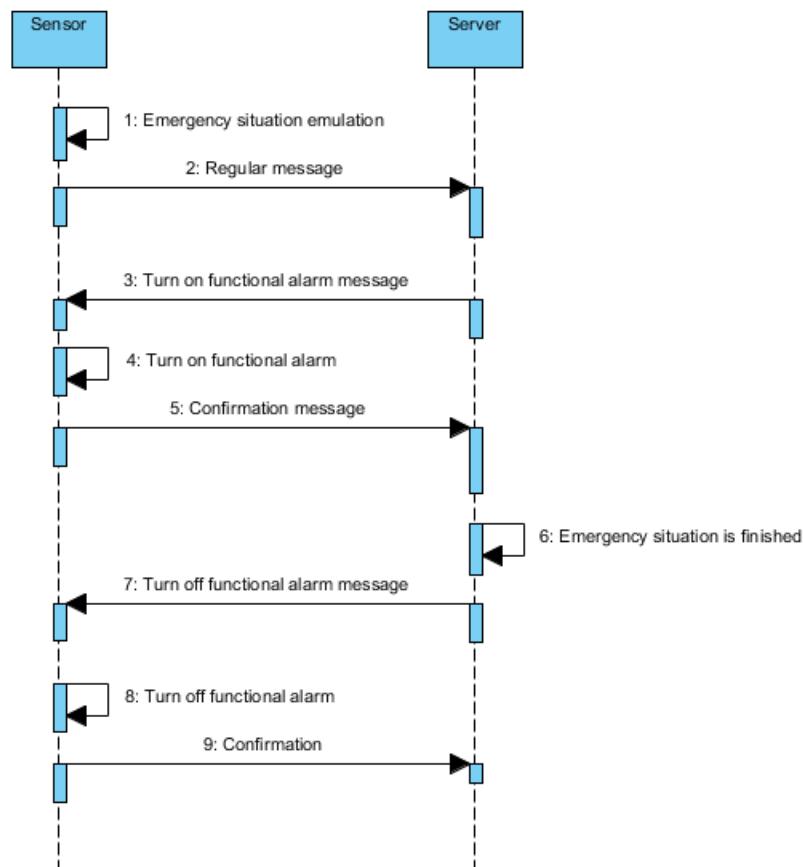 Sensor
Server
1: Emergency situation emulation
2: Regular message
3: Turn on functional alarm message
4: Turn on functional alarm
5: Confirmation message
6: Emergency situation is finished
7: Turn off functional alarm message
8: Turn off functional alarm
9: Confirmation